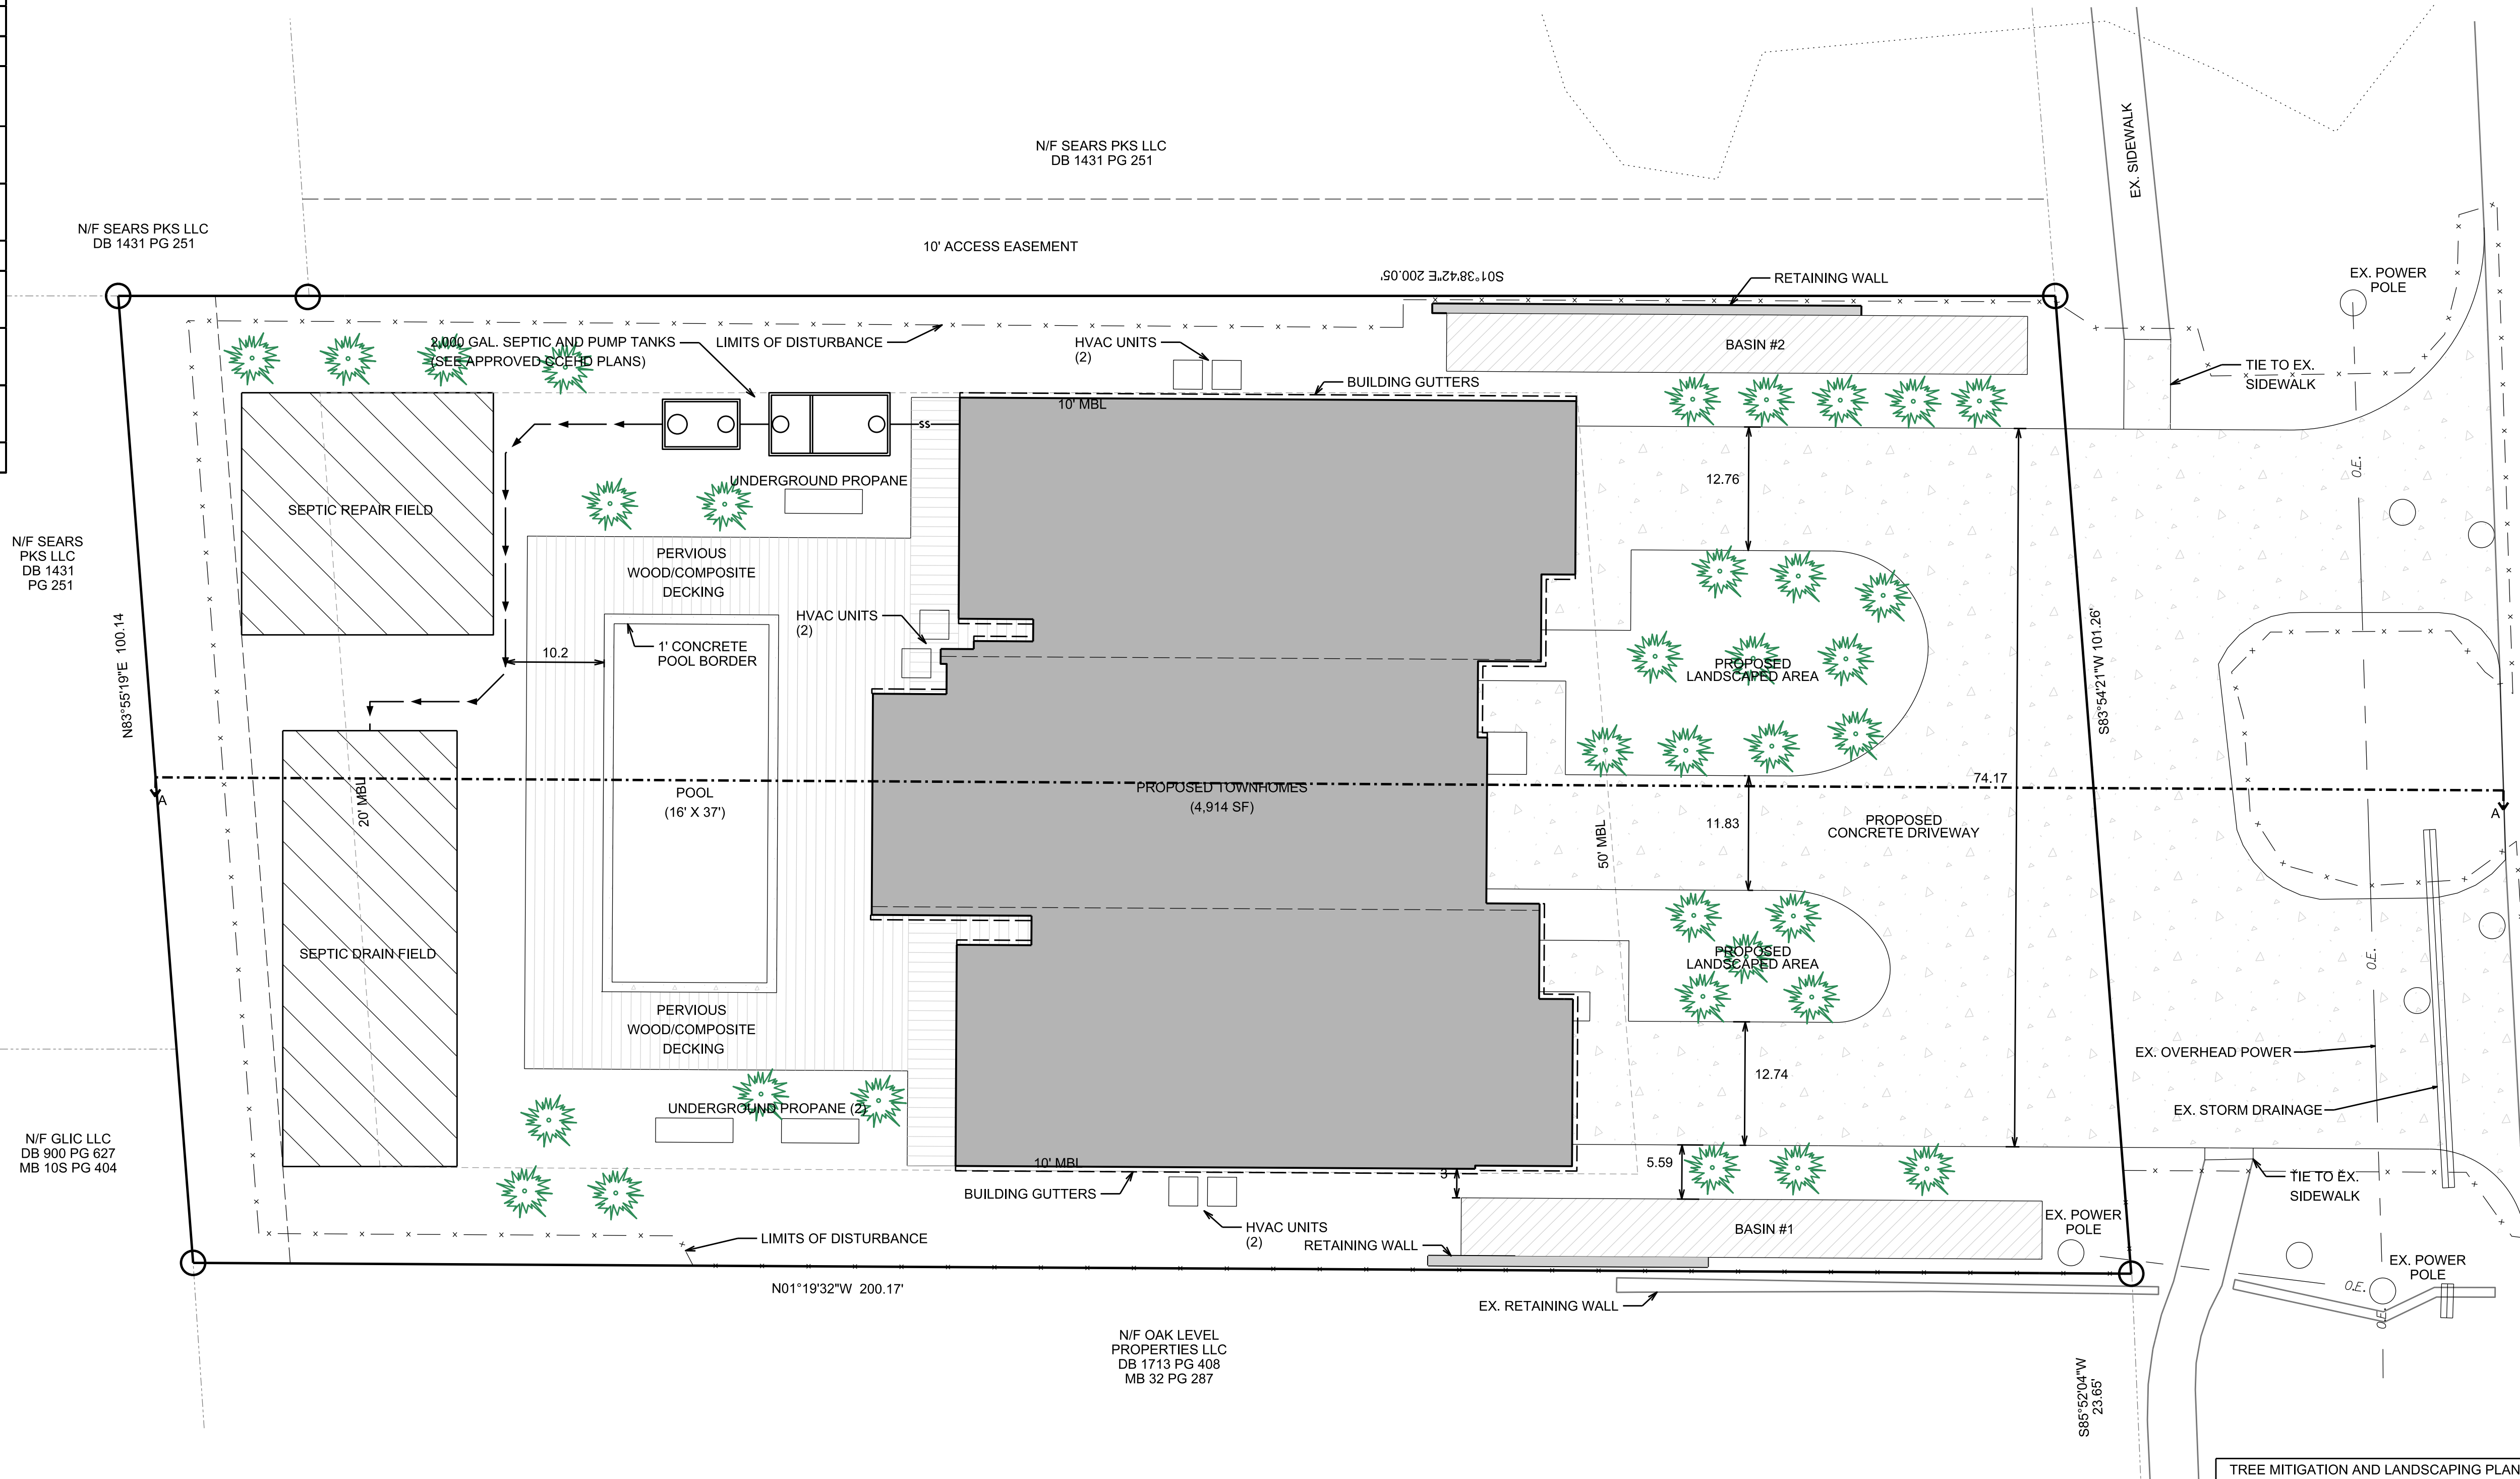 N/F SEARS PKS LLC
DB 1431 PG 251
EX. SIDEWALK
N/F SEARS PKS LLC
DB 1431 PG 251
10' ACCESS EASEMENT
S01°38'42"E 200.05'
RETAINING WALL
EX. POWER
POLE
2,000 GAL. SEPTIC AND PUMP TANKS
(SEE APPROVED CCEHD PLANS)
LIMITS OF DISTURBANCE
HVAC UNITS
(2)
BASIN #2
TIE TO EX.
SIDEWALK
BUILDING GUTTERS
10' MBL
SS
UNDERGROUND PROPANE
12.76
O.E.
SEPTIC REPAIR FIELD
N/F SEARS
PKS LLC
DB 1431
PG 251
PERVIOUS
WOOD/COMPOSITE
DECKING
HVAC UNITS
(2)
1' CONCRETE
POOL BORDER
10.2
N83°55'19"E 100.14
PROPOSED
LANDSCAPED AREA
S83°54'21"W 101.26'
74.17
A
20' MBL
POOL
(16' X 37')
PROPOSED TOWNHOMES
(4,914 SF)
50' MBL
11.83
PROPOSED
CONCRETE DRIVEWAY
A
SEPTIC DRAIN FIELD
PROPOSED
LANDSCAPED AREA
O.E.
PERVIOUS
WOOD/COMPOSITE
DECKING
EX. OVERHEAD POWER
12.74
UNDERGROUND PROPANE (2)
EX. STORM DRAINAGE
N/F GLIC LLC
DB 900 PG 627
MB 10S PG 404
10' MBL
3
5.59
TIE TO EX.
SIDEWALK
BUILDING GUTTERS
LIMITS OF DISTURBANCE
HVAC UNITS
(2)
RETAINING WALL
BASIN #1
EX. POWER
POLE
EX. POWER
POLE
O.E.
O.E.
N01°19'32"W 200.17'
EX. RETAINING WALL
N/F OAK LEVEL
PROPERTIES LLC
DB 1713 PG 408
MB 32 PG 287
S85°52'04"W
23.65'
TREE MITIGATION AND LANDSCAPING PLAN